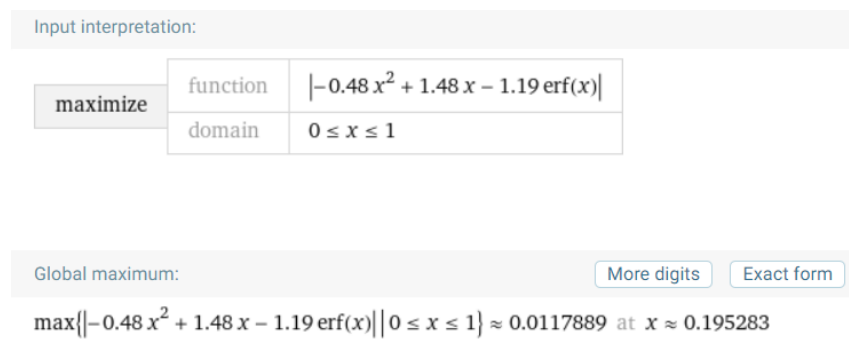 Input interpretation:
maximize
function |−0.48 x² + 1.48 x − 1.19 erf(x)|
domain 0 ≤ x ≤ 1
Global maximum:
More digits
Exact form
max{|−0.48 x² + 1.48 x − 1.19 erf(x)| | 0 ≤ x ≤ 1} ≈ 0.0117889 at x ≈ 0.195283